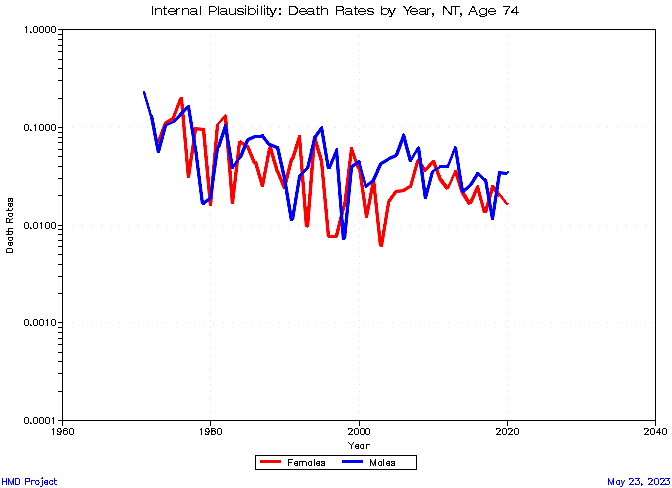 Internal Plausibility: Death Rates by Year, NT, Age 74
1.0000
0.1000
0.0100
0.0010
0.0001
Death Rates
1960 1980 2000 2020 2040
Year
Females Males
HMD Project
May 23, 2023